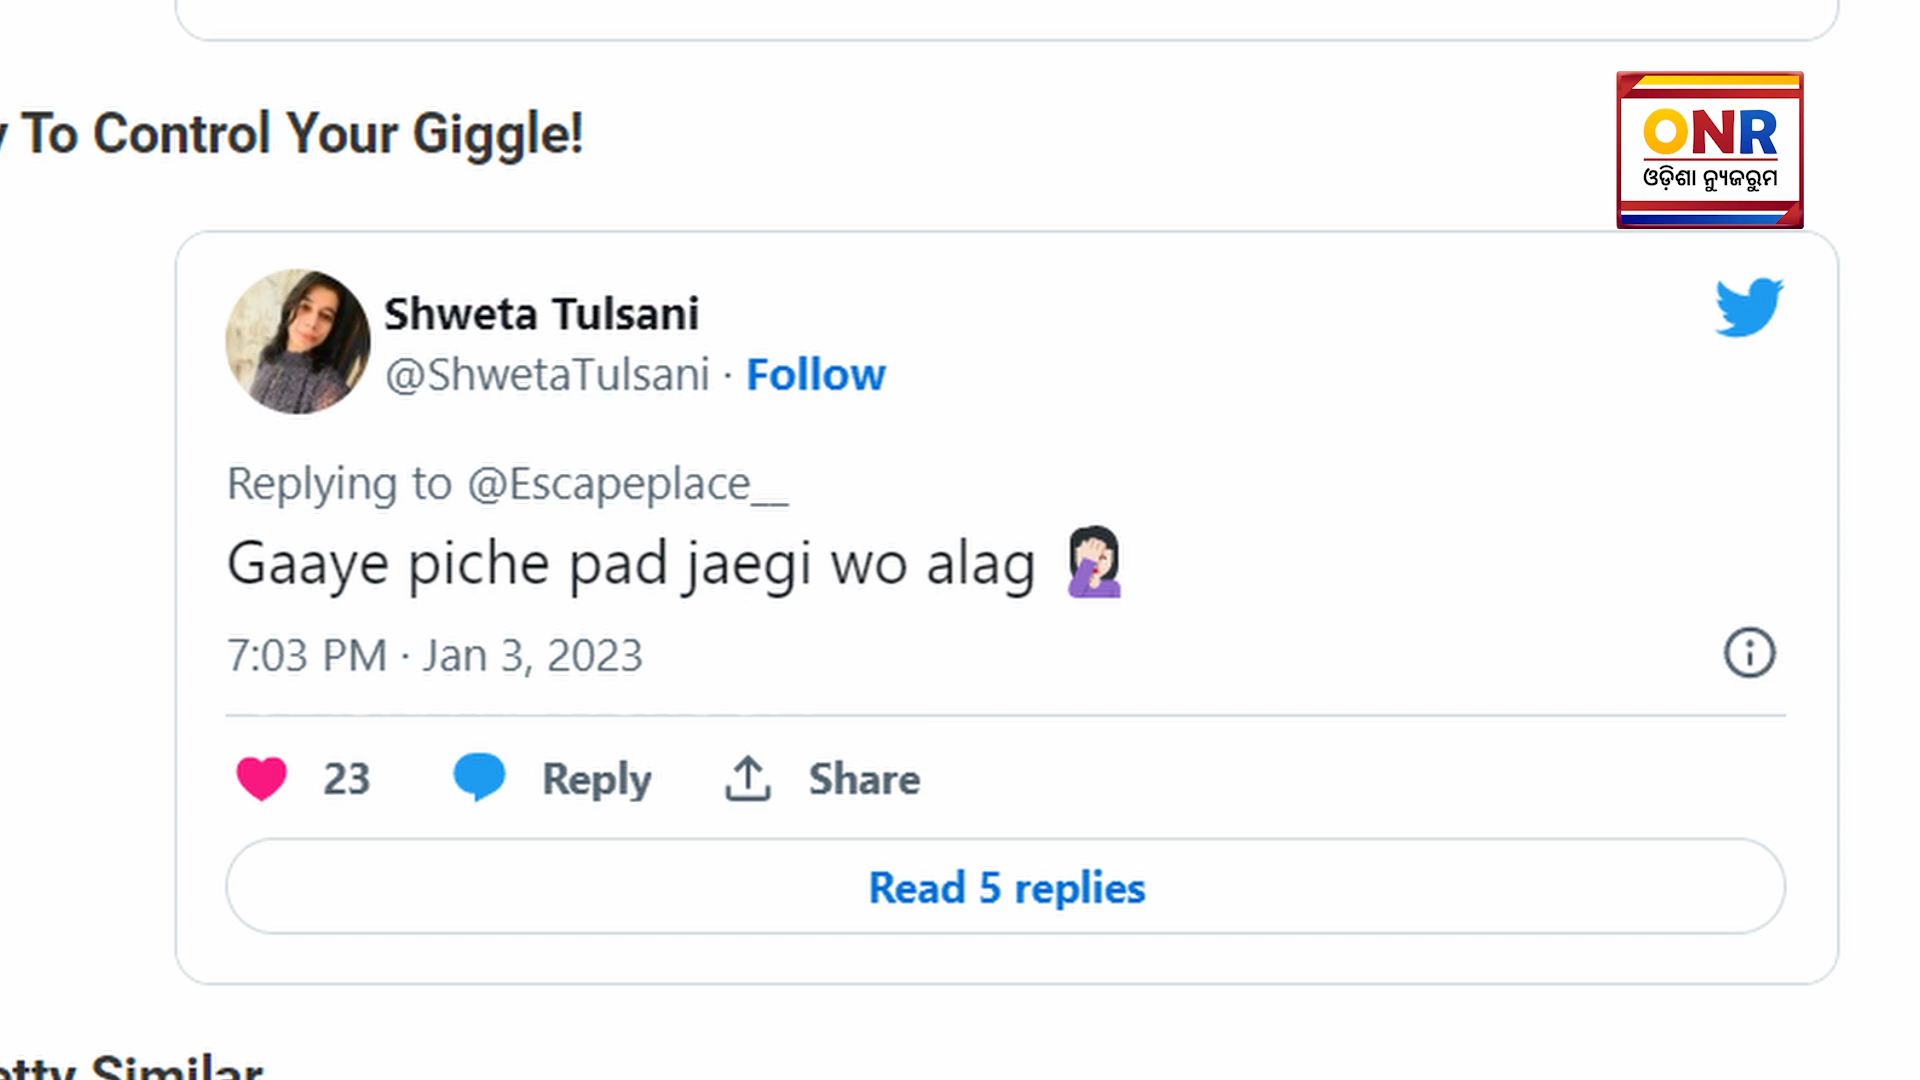 To Control Your Giggle!
ONR
ଓଡ଼ିଶା ନ୍ୟୁଜରୁମ
Shweta Tulsani
@ShwetaTulsani · Follow
Replying to @Escapeplace__
Gaaye piche pad jaegi wo alag 🤦🏻‍♀️
7:03 PM · Jan 3, 2023
23 Reply Share
Read 5 replies
Similar